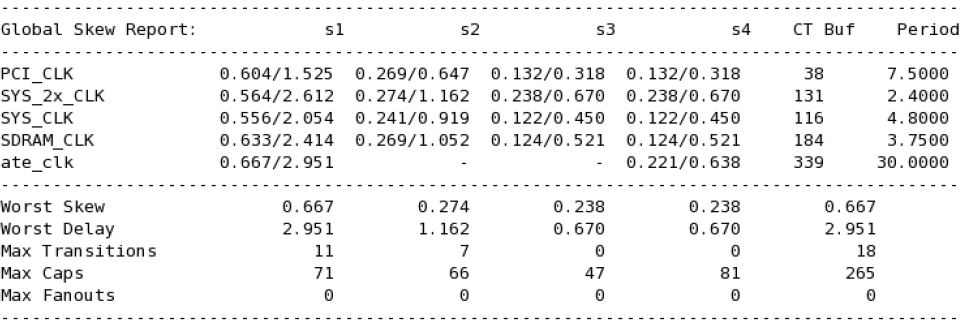 Global Skew Report: s1 s2 s3 s4 CT Buf Period
PCI_CLK 0.604/1.525 0.269/0.647 0.132/0.318 0.132/0.318 38 7.5000
SYS_2x_CLK 0.564/2.612 0.274/1.162 0.238/0.670 0.238/0.670 131 2.4000
SYS_CLK 0.556/2.054 0.241/0.919 0.122/0.450 0.122/0.450 116 4.8000
SDRAM_CLK 0.633/2.414 0.269/1.052 0.124/0.521 0.124/0.521 184 3.7500
ate_clk 0.667/2.951 - - 0.221/0.638 339 30.0000
Worst Skew 0.667 0.274 0.238 0.238 0.667
Worst Delay 2.951 1.162 0.670 0.670 2.951
Max Transitions 11 7 0 0 18
Max Caps 71 66 47 81 265
Max Fanouts 0 0 0 0 0